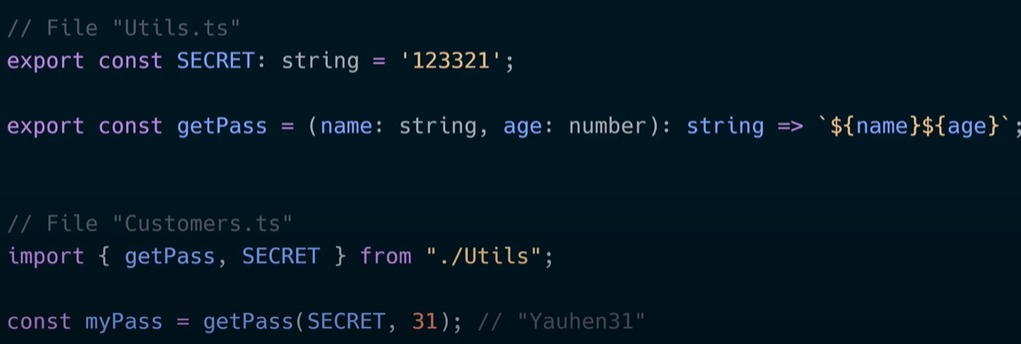 // File "Utils.ts"
export const SECRET: string = '123321';
export const getPass = (name: string, age: number): string => `${name}${age}`;
// File "Customers.ts"
import { getPass, SECRET } from "./Utils";
const myPass = getPass(SECRET, 31); // "Yauhen31"